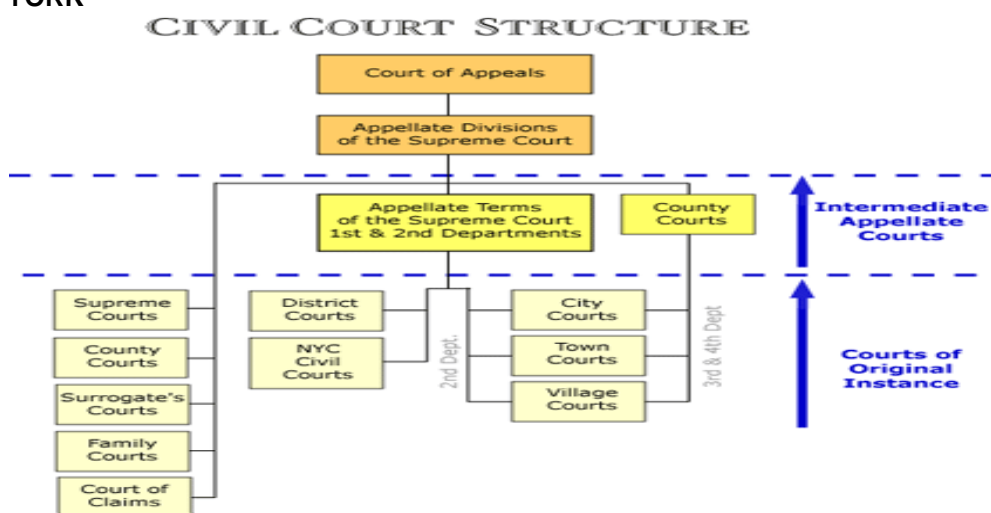 YORK
CIVIL COURT STRUCTURE
Court of Appeals
Appellate Divisions
of the Supreme Court
Appellate Terms
of the Supreme Court
1st & 2nd Departments
County
Courts
Intermediate
Appellate
Courts
Supreme
Courts
County
Courts
Surrogate's
Courts
Family
Courts
Court of
Claims
District
Courts
NYC
Civil
Courts
2nd Dept.
City
Courts
Town
Courts
Village
Courts
3rd & 4th Dept
Courts of
Original
Instance